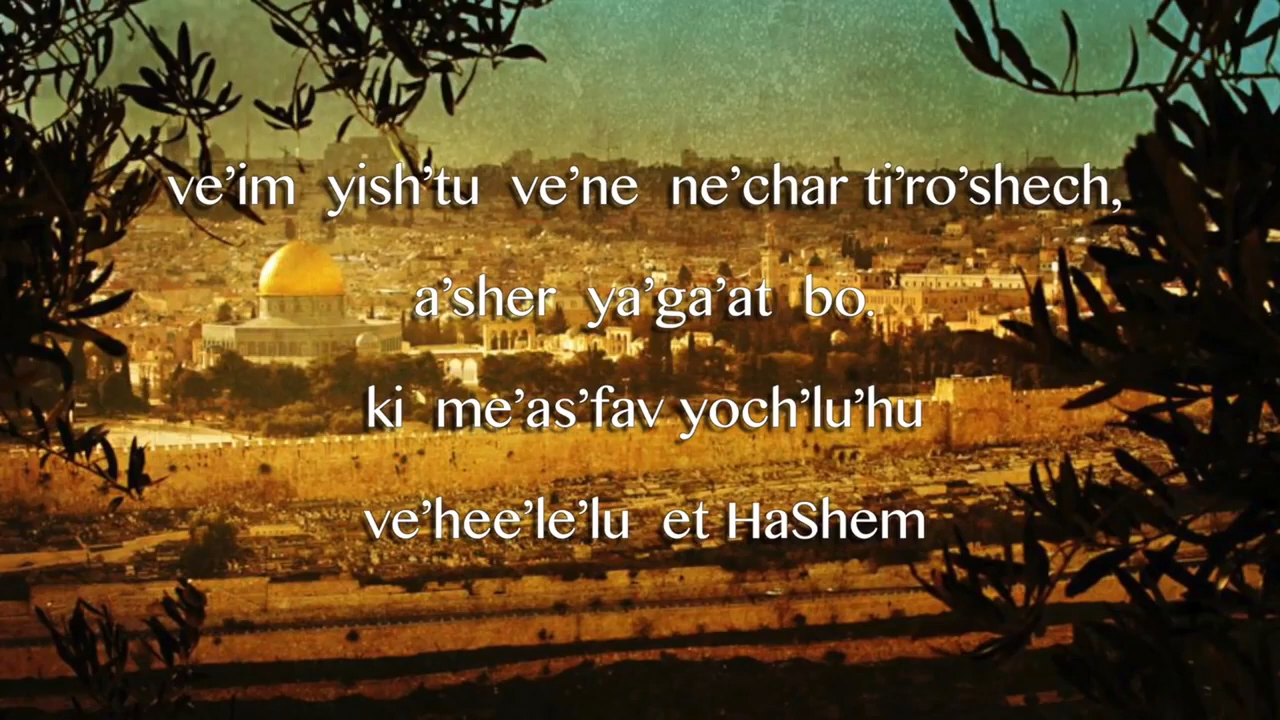 ve’im yish’tu ve’ne ne’char ti’ro’shech,
a’sher ya’ga’at bo.
ki me’as’fav yoch’lu’hu
ve’hee’le’lu et HaShem